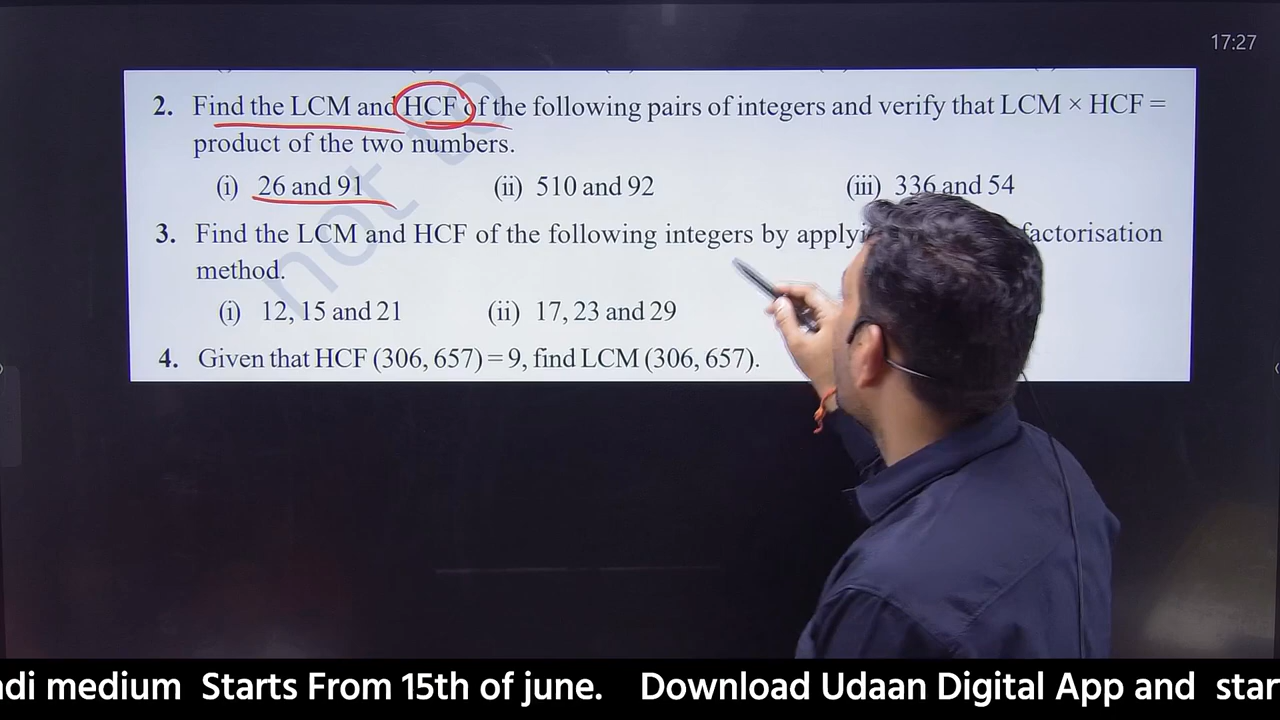 17:27
2. Find the LCM and HCF of the following pairs of integers and verify that LCM × HCF =
product of the two numbers.
(i) 26 and 91 (ii) 510 and 92 (iii) 336 and 54
3. Find the LCM and HCF of the following integers by factorisation
method.
(i) 12, 15 and 21 (ii) 17, 23 and 29
4. Given that HCF (306, 657) = 9, find LCM (306, 657).
not to
medium Starts From 15th of june. Download Udaan Digital App and